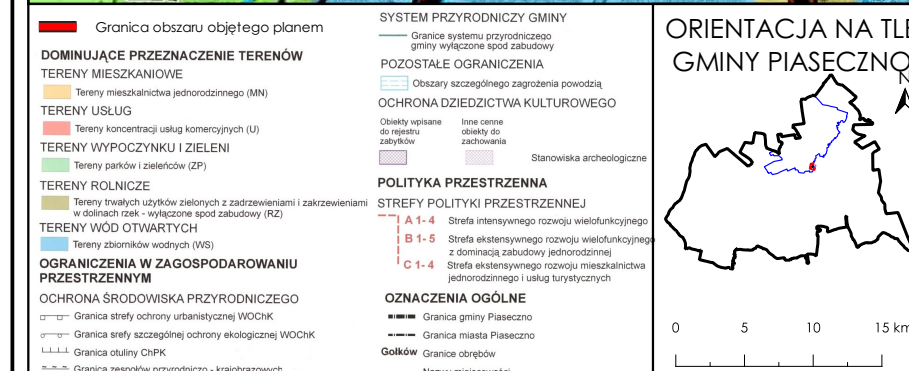 Granica obszaru objętego planem
DOMINUJĄCE PRZEZNACZENIE TERENÓW
TERENY MIESZKANIOWE
Tereny mieszkalnictwa jednorodzinnego (MN)
TERENY USŁUG
Tereny koncentracji usług komercyjnych (U)
TERENY WYPOCZYNKU I ZIELENI
Tereny parków i zieleńców (ZP)
TERENY ROLNICZE
Tereny trwałych użytków zielonych z zadrzewieniami i zakrzewieniami
w dolinach rzek - wyłączone spod zabudowy (RZ)
TERENY WÓD OTWARTYCH
Tereny zbiorników wodnych (WS)
OGRANICZENIA W ZAGOSPODAROWANIU
PRZESTRZENNYM
OCHRONA ŚRODOWISKA PRZYRODNICZEGO
Granica strefy ochrony urbanistycznej WOChK
Granica srefy szczególnej ochrony ekologicznej WOChK
Granica otuliny ChPK
Granica zespołów przyrodniczo - krajobrazowych
SYSTEM PRZYRODNICZY GMINY
Granice systemu przyrodniczego
gminy wyłączone spod zabudowy
POZOSTAŁE OGRANICZENIA
Obszary szczególnego zagrożenia powodzią
OCHRONA DZIEDZICTWA KULTUROWEGO
Obiekty wpisane
do rejestru
zabytków
Inne cenne
obiekty do
zachowania
Stanowiska archeologiczne
POLITYKA PRZESTRZENNA
STREFY POLITYKI PRZESTRZENNEJ
A 1- 4 Strefa intensywnego rozwoju wielofunkcyjnego
B 1- 5 Strefa ekstensywnego rozwoju wielofunkcyjnego
z dominacją zabudowy jednorodzinnej
C 1- 4 Strefa ekstensywnego rozwoju mieszkalnictwa
jednorodzinnego i usług turystycznych
OZNACZENIA OGÓLNE
Granica gminy Piaseczno
Granica miasta Piaseczno
Gołków Granice obrębów
Nazwy miejscowości
ORIENTACJA NA TLE
GMINY PIASECZNO
N
0 5 10 15 km